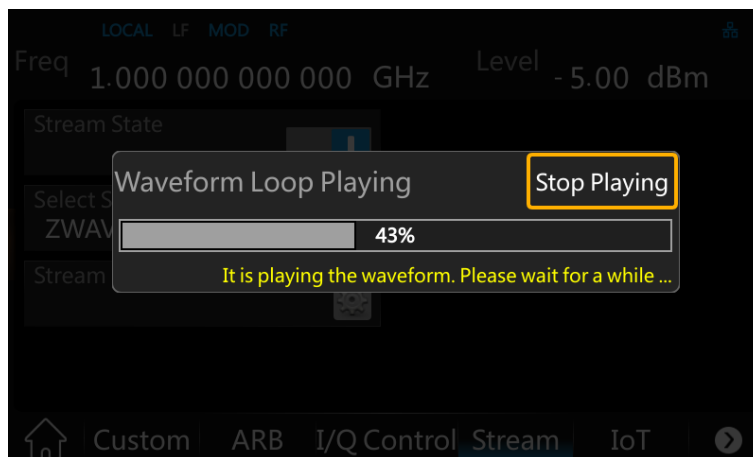 LOCAL LF MOD RF
Freq 1.000 000 000 000 GHz Level -5.00 dBm
Stream State
Waveform Loop Playing Stop Playing
Select S
ZWAV
43%
Stream
It is playing the waveform. Please wait for a while ...
Custom ARB I/Q Control Stream IoT